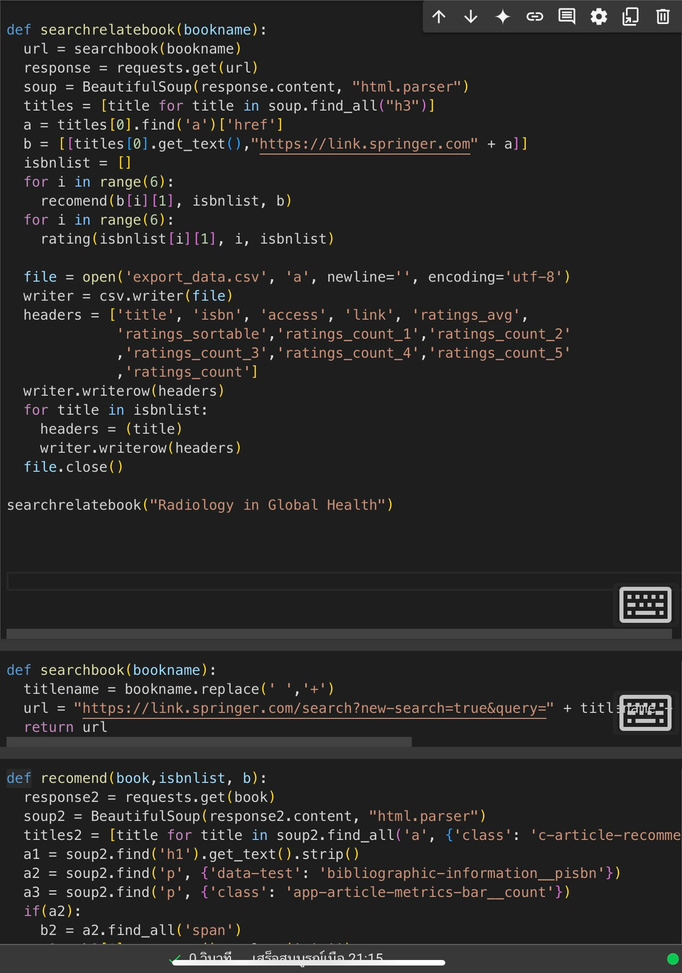 def searchrelatebook(bookname):
  url = searchbook(bookname)
  response = requests.get(url)
  soup = BeautifulSoup(response.content, "html.parser")
  titles = [title for title in soup.find_all("h3")]
  a = titles[0].find('a')['href']
  b = [[titles[0].get_text(),"https://link.springer.com" + a]]
  isbnlist = []
  for i in range(6):
    recomend(b[i][1], isbnlist, b)
  for i in range(6):
    rating(isbnlist[i][1], i, isbnlist)
  file = open('export_data.csv', 'a', newline='', encoding='utf-8')
  writer = csv.writer(file)
  headers = ['title', 'isbn', 'access', 'link', 'ratings_avg',
             'ratings_sortable','ratings_count_1','ratings_count_2'
             ,'ratings_count_3','ratings_count_4','ratings_count_5'
             ,'ratings_count']
  writer.writerow(headers)
  for title in isbnlist:
    headers = (title)
    writer.writerow(headers)
  file.close()
searchrelatebook("Radiology in Global Health")
def searchbook(bookname):
  titlename = bookname.replace(' ','+')
  url = "https://link.springer.com/search?new-search=true&query=" + titlename +
  return url
def recomend(book,isbnlist, b):
  response2 = requests.get(book)
  soup2 = BeautifulSoup(response2.content, "html.parser")
  titles2 = [title for title in soup2.find_all('a', {'class': 'c-article-recomme
  a1 = soup2.find('h1').get_text().strip()
  a2 = soup2.find('p', {'data-test': 'bibliographic-information__pisbn'})
  a3 = soup2.find('p', {'class': 'app-article-metrics-bar__count'})
  if(a2):
    b2 = a2.find_all('span')
0 วินาที เสร็จสมบูรณ์เมื่อ 21:15